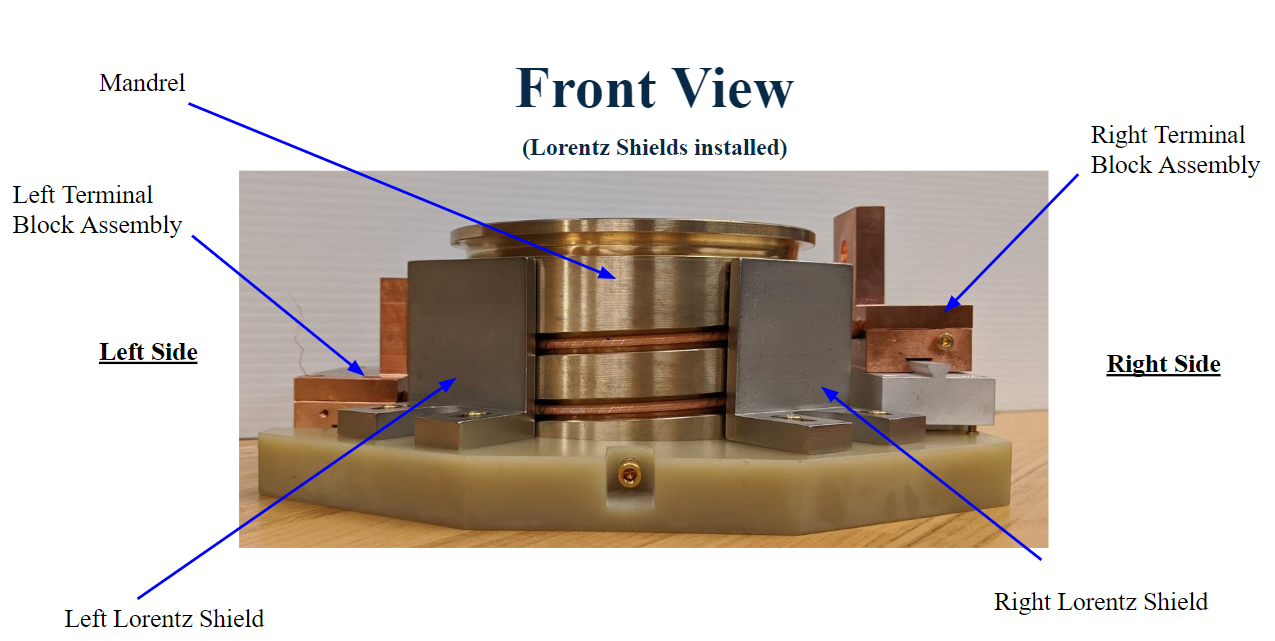 Front View
(Lorentz Shields installed)
Mandrel
Left Terminal
Block Assembly
Right Terminal
Block Assembly
Left Side
Right Side
Left Lorentz Shield
Right Lorentz Shield